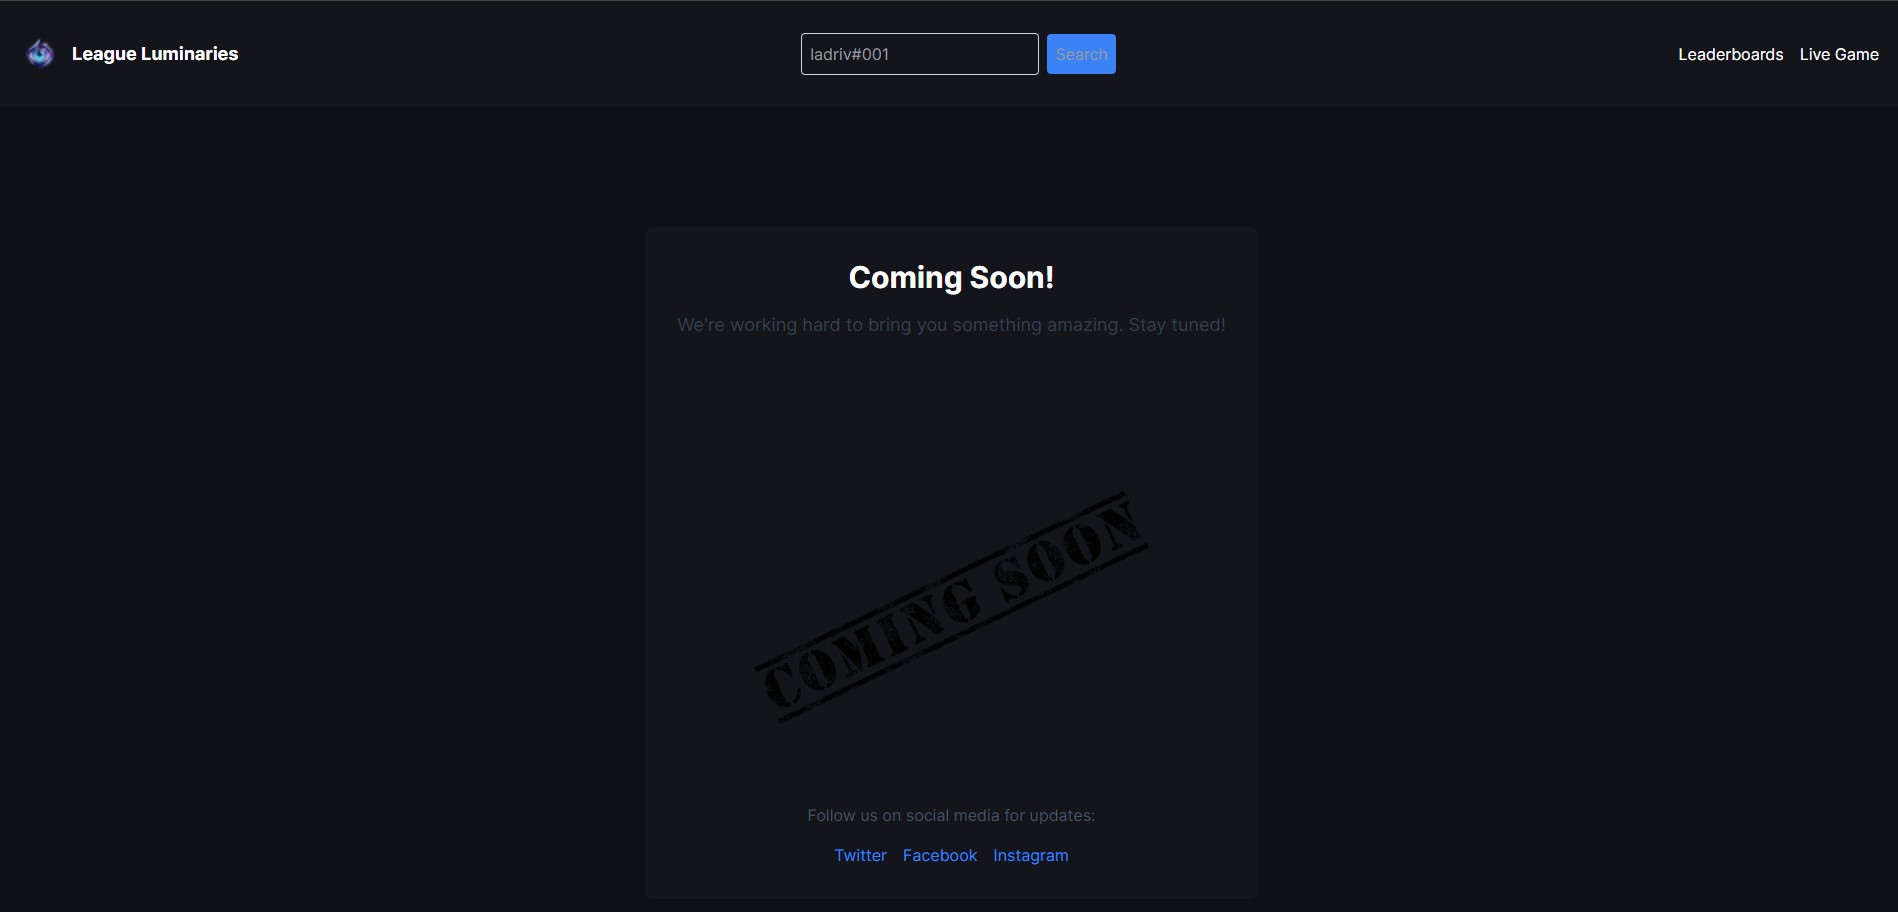 League Luminaries
ladriv#001
Search
Leaderboards
Live Game
Coming Soon!
We're working hard to bring you something amazing. Stay tuned!
COMING SOON
Follow us on social media for updates:
Twitter Facebook Instagram